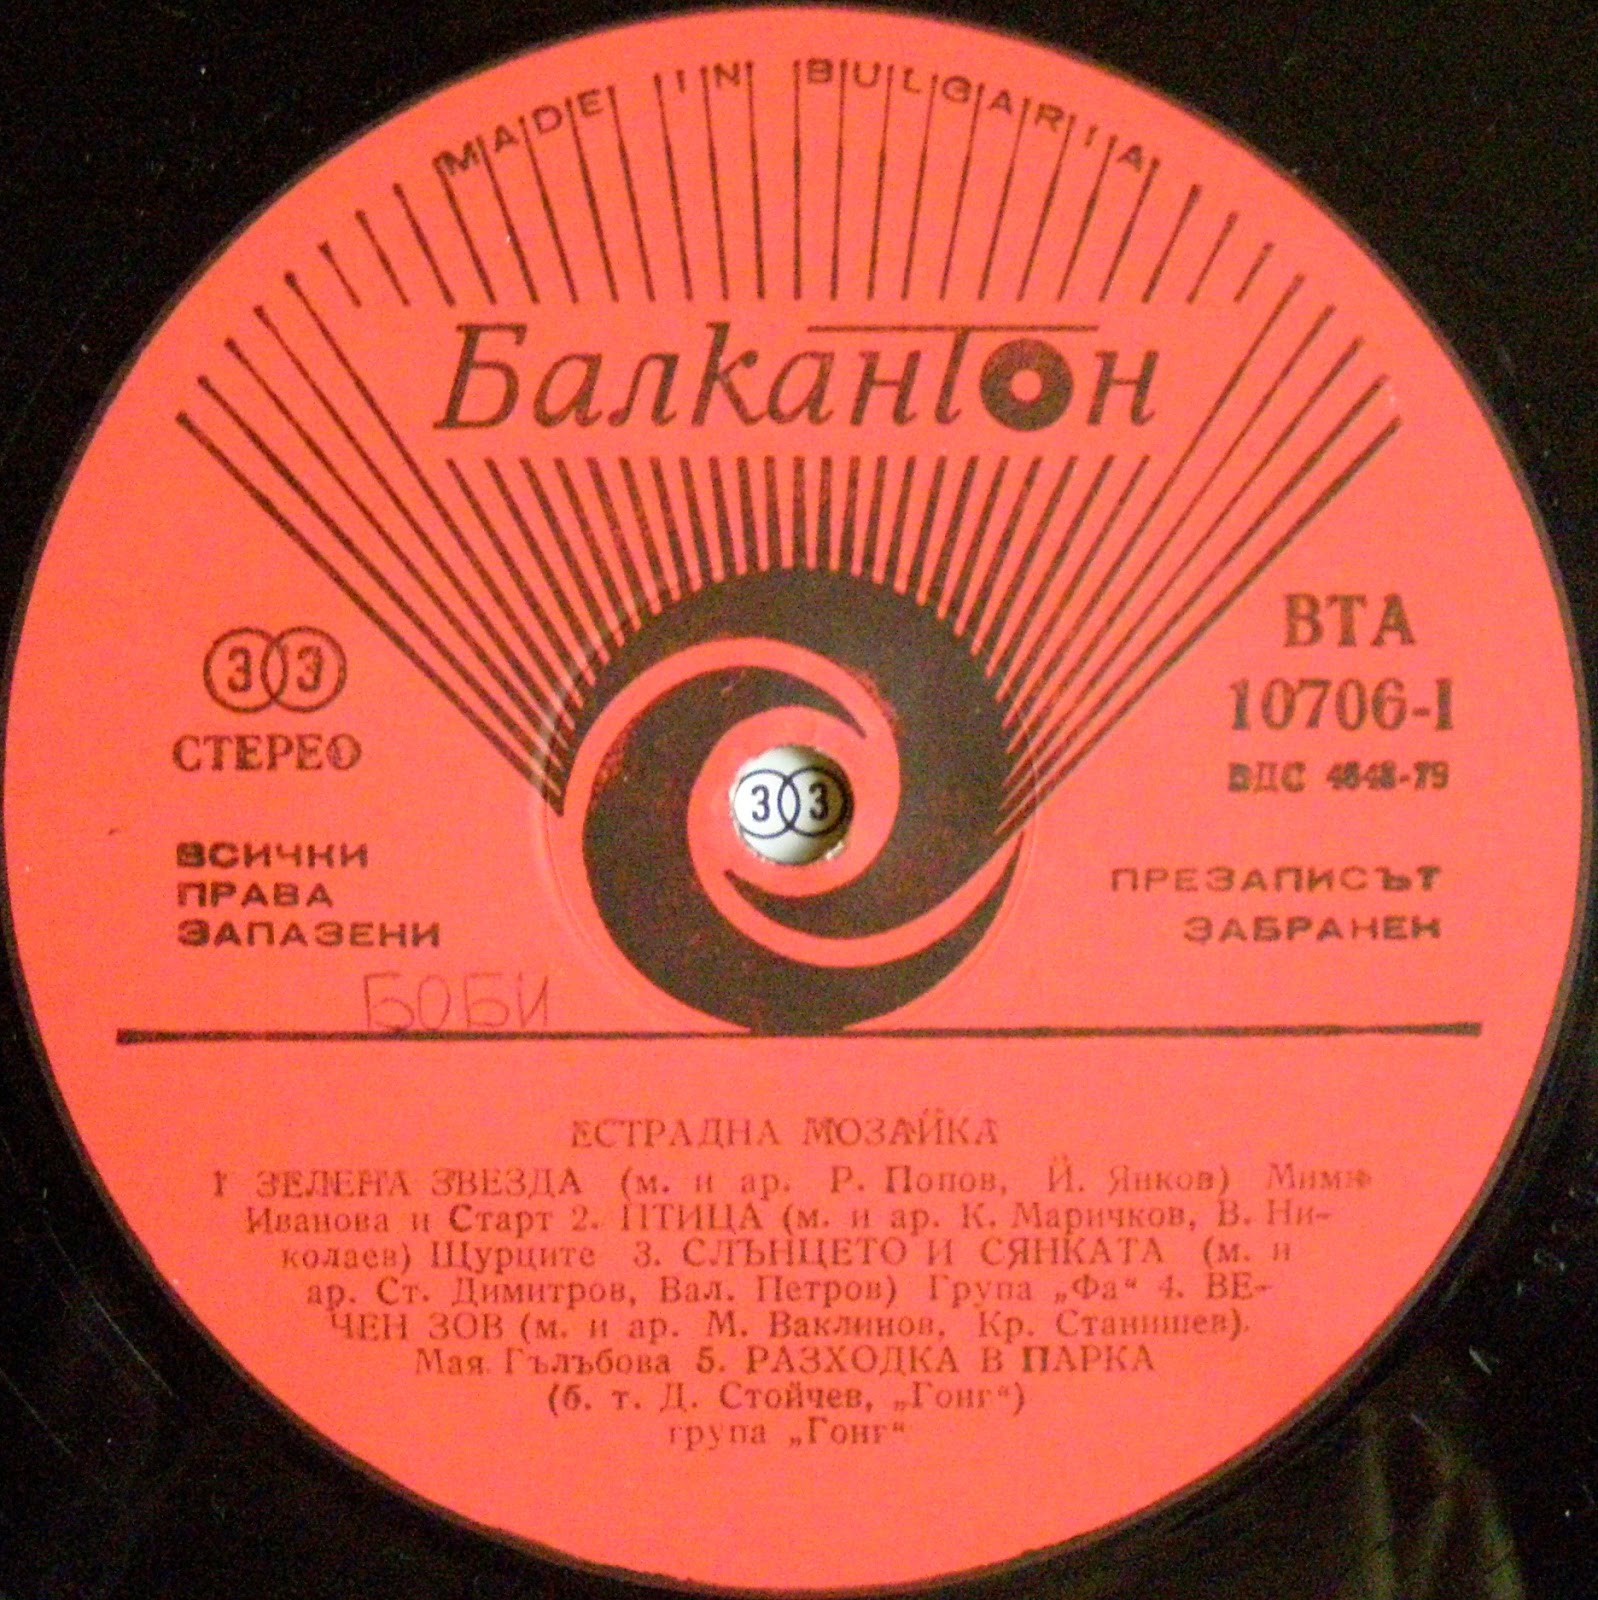 MADE IN BULGARIA
Балкантон
33
СТЕРЕО
ВТА
10706-I
ВДС 4648-79
33
ВСИЧКИ
ПРАВА
ЗАПАЗЕНИ
ПРЕЗАПИСЪТ
ЗАБРАНЕН
БОБИ
ЕСТРАДНА МОЗАЙКА
1 ЗЕЛЕНА ЗВЕЗДА (м. и ар. Р. Попов, Й. Янков) Мими
Иванова и Старт 2. ПТИЦА (м. и ар. К. Маричков, В. Ни-
колаев) Щурците 3. СЛЪНЦЕТО И СЯНКАТА (м. и
ар. Ст. Димитров, Вал. Петров) Група „Фа“ 4. ВЕ-
ЧЕН ЗОВ (м. и ар. М. Ваклинов, Кр. Станишев).
Мая Гълъбова 5. РАЗХОДКА В ПАРКА
(б. т. Д. Стойчев, „Гонг“)
група „Гонг“